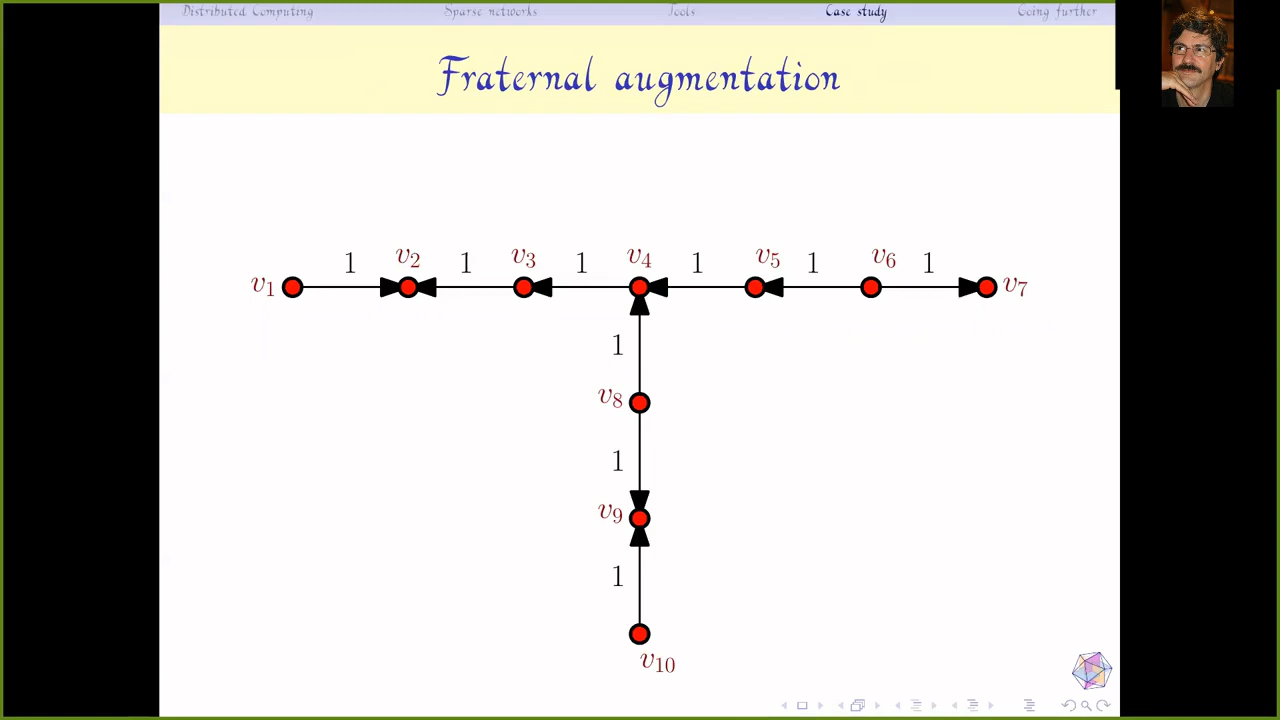 Distributed Computing Sparse networks Tools Case study Going further
Fraternal augmentation
1 1 1 1 1 1
v1 v2 v3 v4 v5 v6 v7
1
v8
1
v9
1
v10